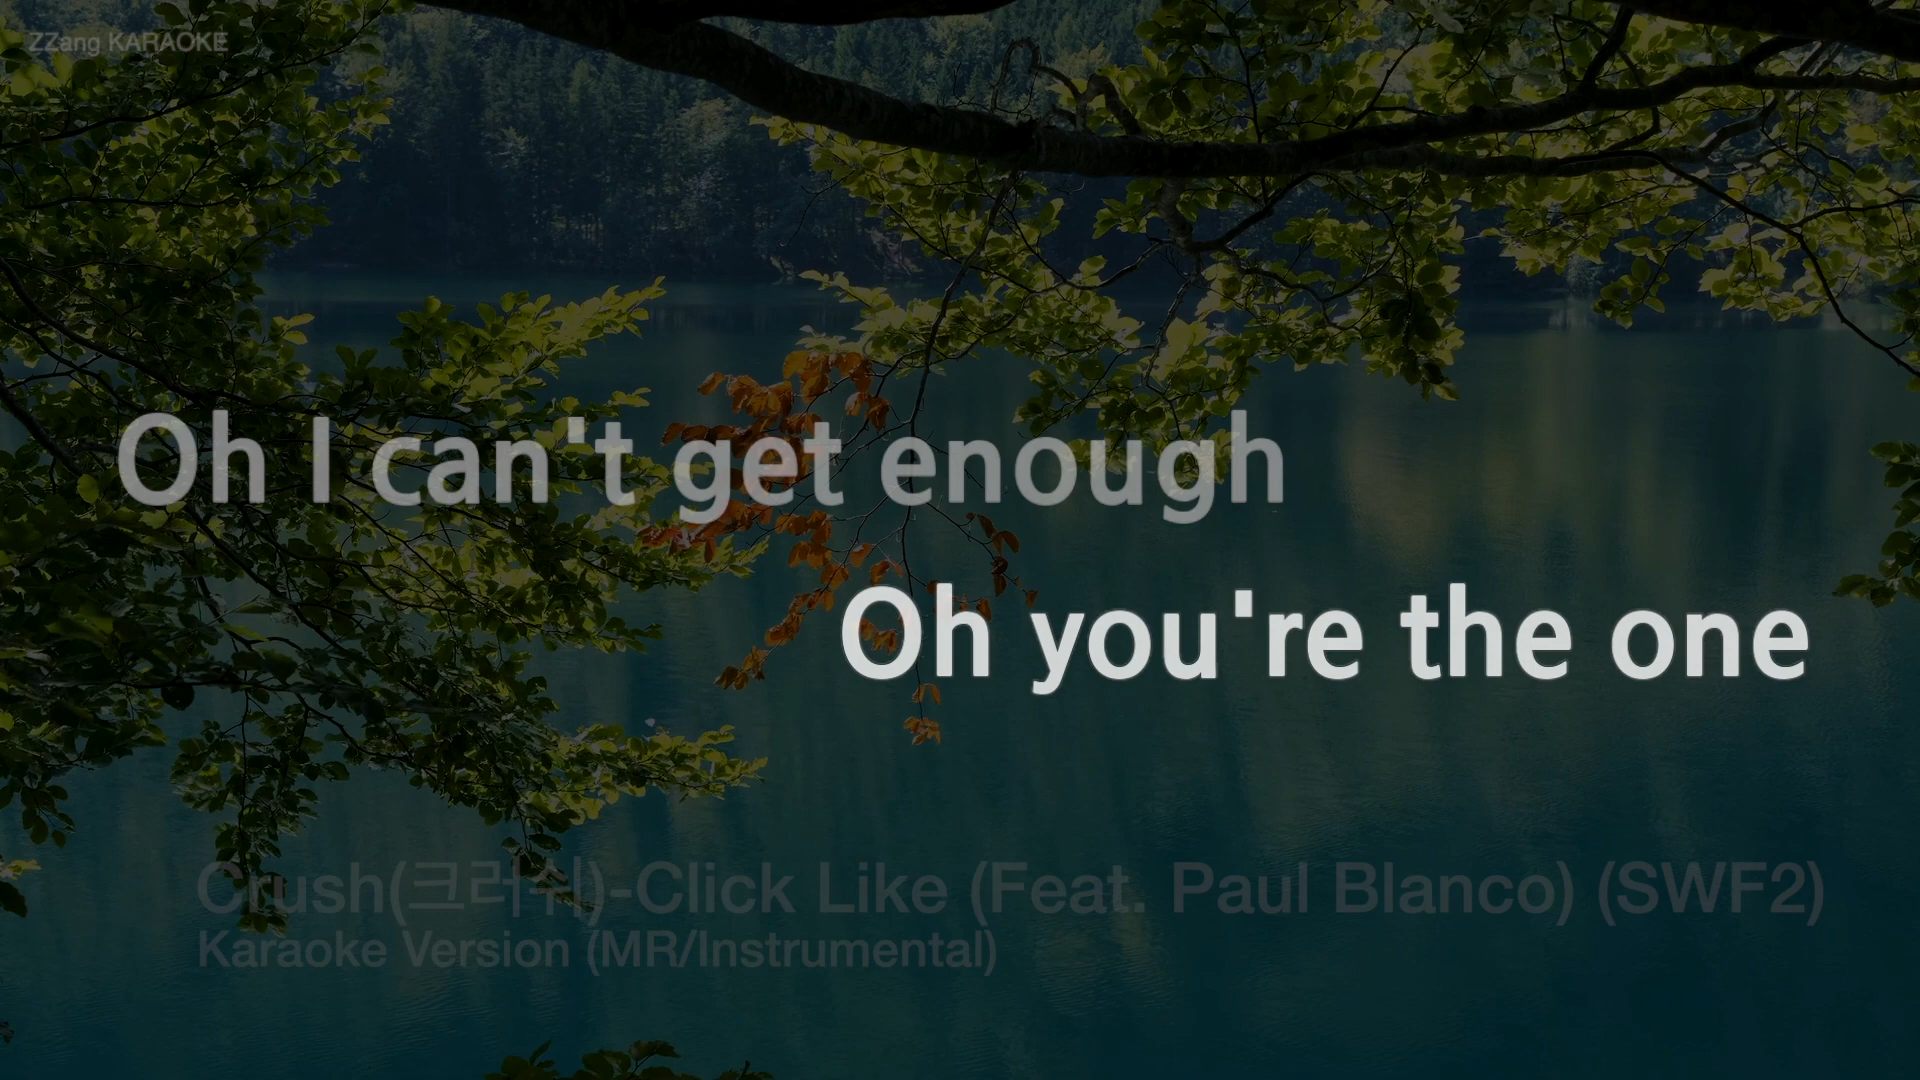 ZZang KARAOKE
Oh I can't get enough
Oh you're the one
Crush(크러쉬)-Click Like (Feat. Paul Blanco) (SWF2)
Karaoke Version (MR/Instrumental)